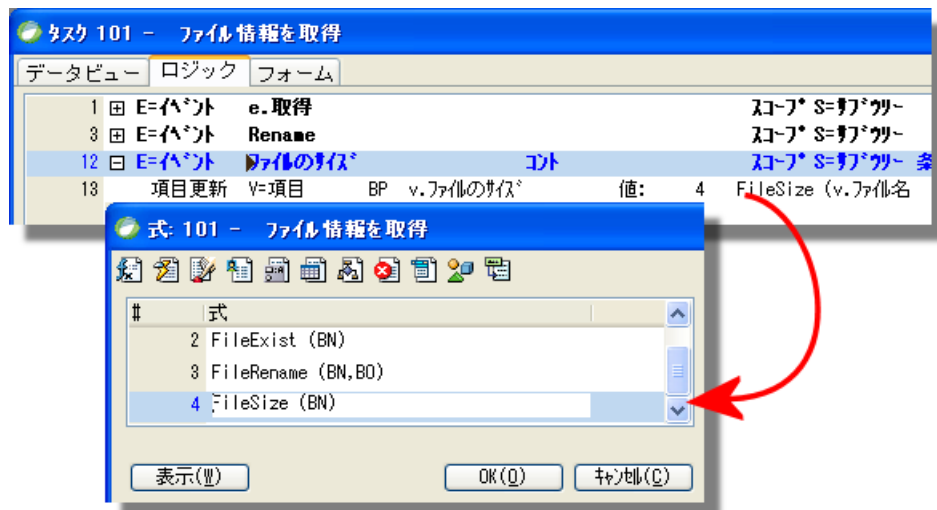 タスク 101 - ファイル情報を取得
データビュー ロジック フォーム
1 E=イベント e.取得 スコープ S=サブツリー
3 E=イベント Rename スコープ S=サブツリー
12 E=イベント ファイルのサイズ コント スコープ S=サブツリー 条
13 項目更新 V=項目 BP v.ファイルのサイズ 値: 4 FileSize (v.ファイル名
式: 101 - ファイル情報を取得
# 式
2 FileExist (BN)
3 FileRename (BN,BO)
4 FileSize (BN)
表示(W) OK(O) キャンセル(C)